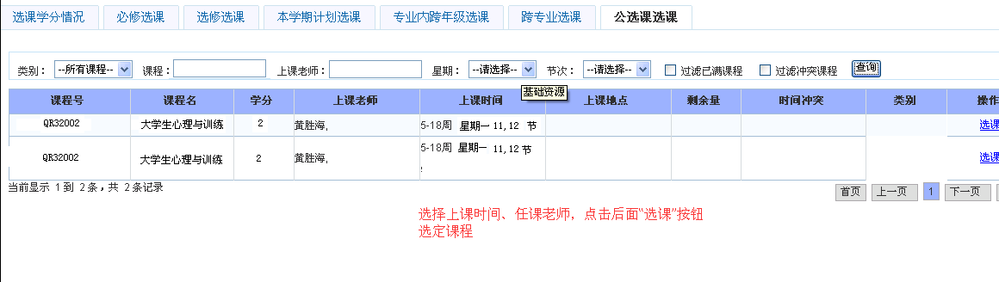 选课学分情况 必修选课 选修选课 本学期计划选课 专业内跨年级选课 跨专业选课 公选课选课
类别： --所有课程-- 课程： 上课老师： 星期： --请选择-- 节次： --请选择-- 过滤已满课程 过滤冲突课程 查询
基础资源
课程号 课程名 学分 上课老师 上课时间 上课地点 剩余量 时间冲突 类别 操作
QR32002 大学生心理与训练 2 黄胜海, 5-18周 星期一 11,12 节 选课
QR32002 大学生心理与训练 2 黄胜海, 5-18周 星期一 11,12 节 选课
当前显示 1到 2条，共 2条记录
首页 上一页 1 下一页
选择上课时间、任课老师，点击后面“选课”按钮
选定课程